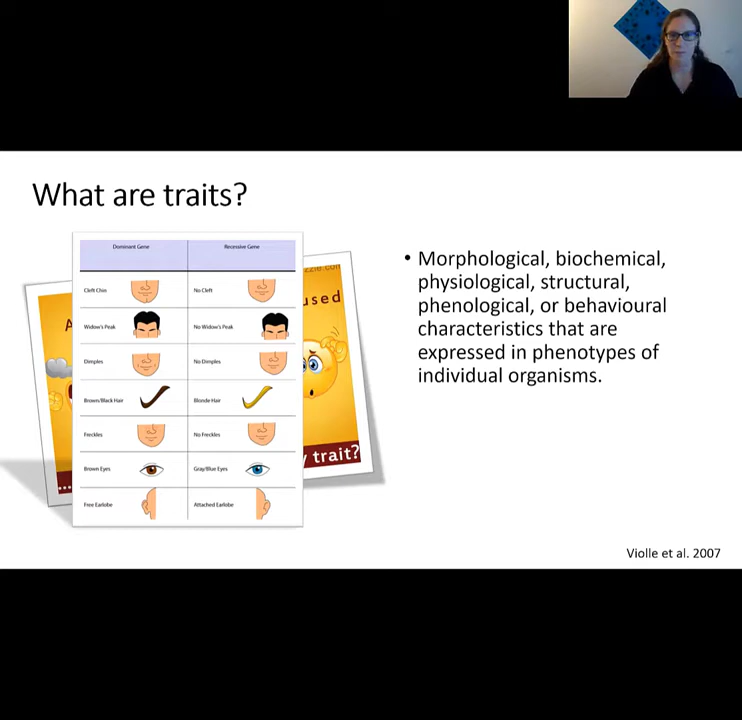 What are traits?
Dominant Gene Recessive Gene
Cleft Chin No Cleft
Widow's Peak No Widow's Peak
Dimples No Dimples
Brown/Black Hair Blonde Hair
Freckles No Freckles
Brown Eyes Gray/Blue Eyes
Free Earlobe Attached Earlobe
A
used
trait?
...
• Morphological, biochemical,
physiological, structural,
phenological, or behavioural
characteristics that are
expressed in phenotypes of
individual organisms.
Violle et al. 2007